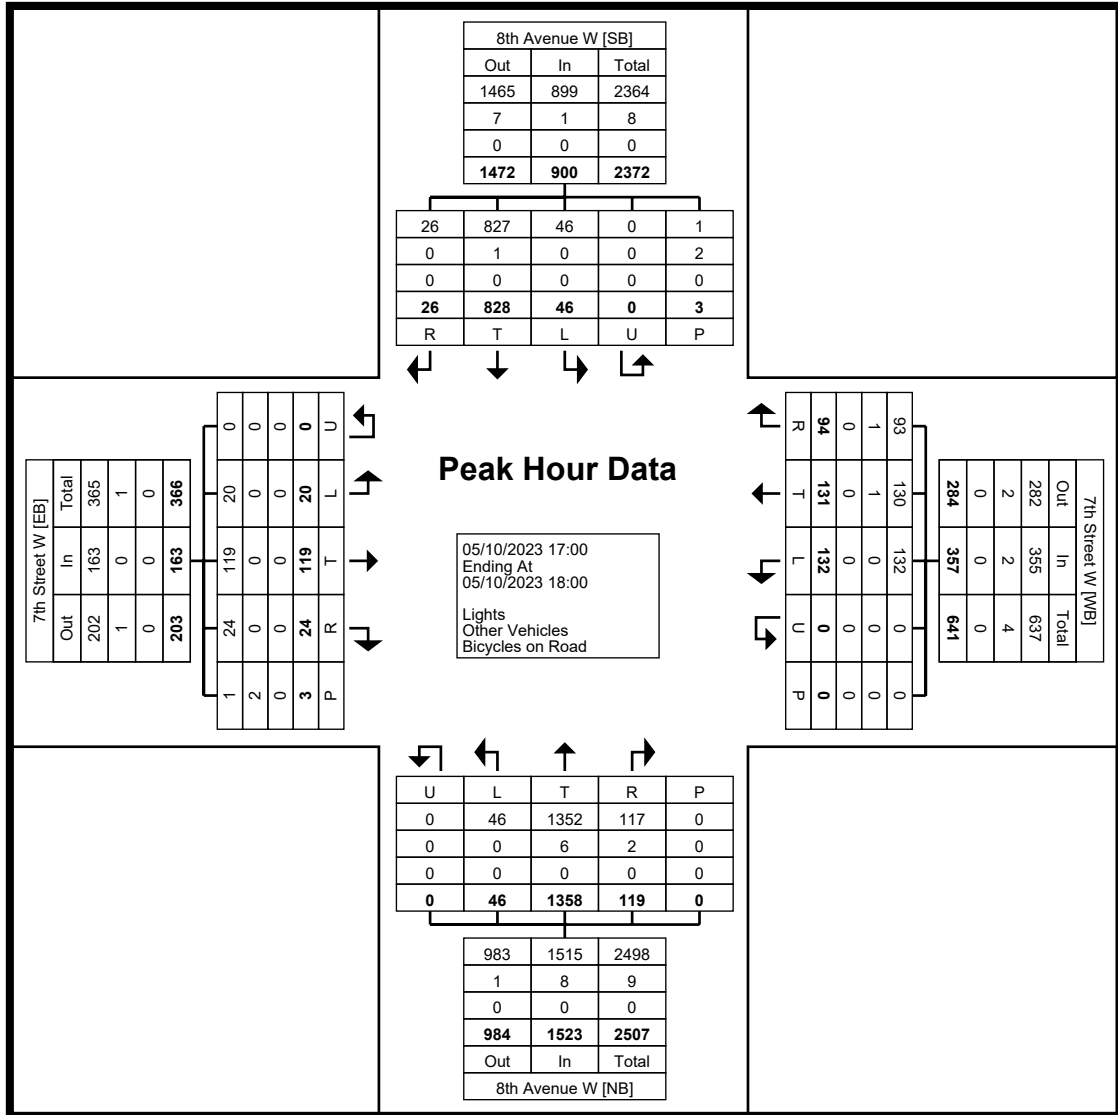 8th Avenue W [SB]
Out In Total
1465 899 2364
7 1 8
0 0 0
1472 900 2372
26 827 46 0 1
0 1 0 0 2
0 0 0 0 0
26 828 46 0 3
R T L U P
Peak Hour Data
05/10/2023 17:00
Ending At
05/10/2023 18:00
Lights
Other Vehicles
Bicycles on Road
7th Street W [EB]
Total 365 1 0 366
In 163 0 0 163
Out 202 1 0 203
0 0 0 0 U
20 0 0 20 L
119 0 0 119 T
24 0 0 24 R
1 2 0 3 P
R 94 0 1 93
T 131 0 1 130
L 132 0 0 132
U 0 0 0 0
P 0 0 0 0
7th Street W [WB]
Out In Total
282 355 637
2 2 4
0 0 0
284 357 641
U L T R P
0 46 1352 117 0
0 0 6 2 0
0 0 0 0 0
0 46 1358 119 0
983 1515 2498
1 8 9
0 0 0
984 1523 2507
Out In Total
8th Avenue W [NB]